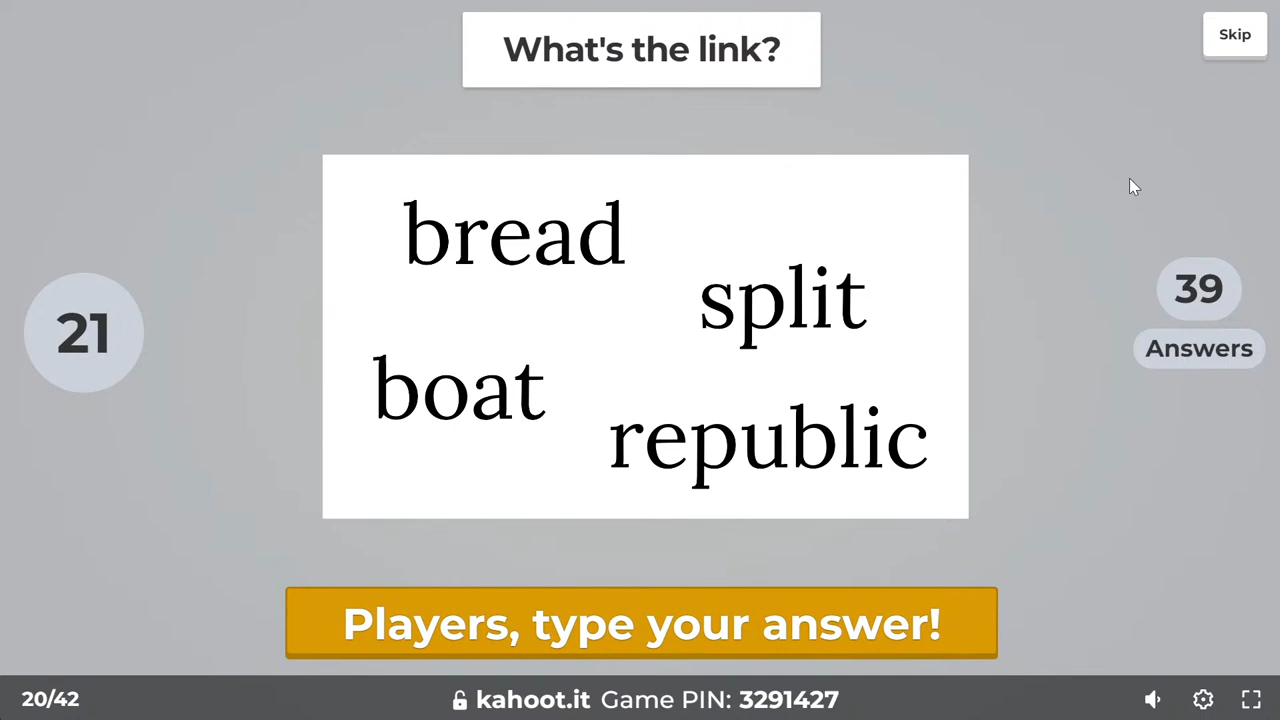 What's the link?
Skip
bread
split
boat
republic
21
39
Answers
Players, type your answer!
20/42
kahoot.it Game PIN: 3291427